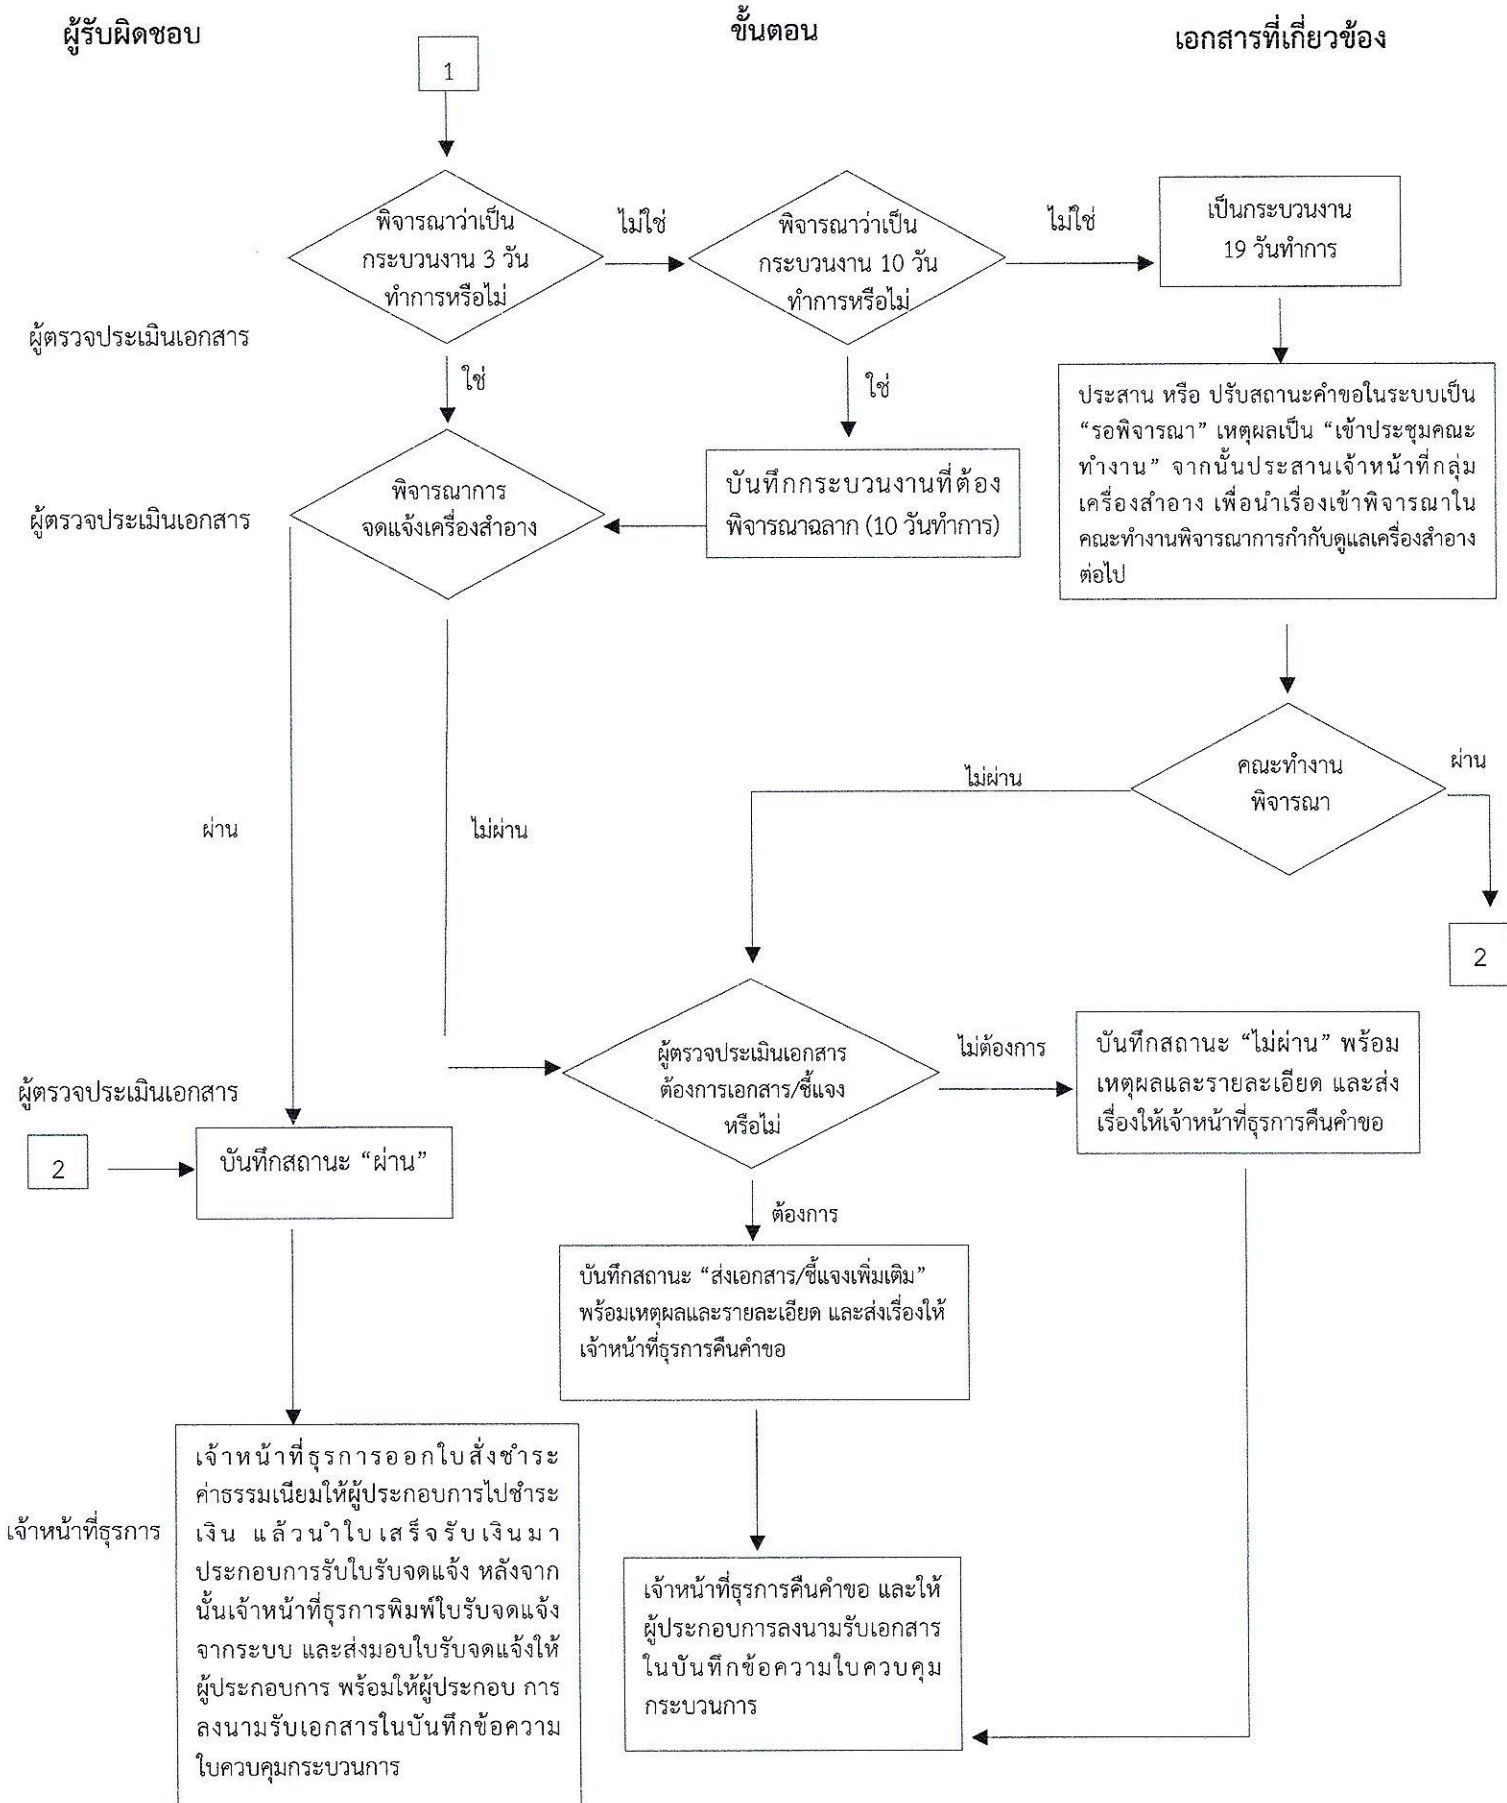 ผู้รับผิดชอบ
ขั้นตอน
เอกสารที่เกี่ยวข้อง
1
พิจารณาว่าเป็น
กระบวนงาน 3 วัน
ทำการหรือไม่
ไม่ใช่
พิจารณาว่าเป็น
กระบวนงาน 10 วัน
ทำการหรือไม่
ไม่ใช่
เป็นกระบวนงาน
19 วันทำการ
ผู้ตรวจประเมินเอกสาร
ใช่
ใช่
ประสาน หรือ ปรับสถานะคำขอในระบบเป็น
“รอพิจารณา” เหตุผลเป็น “เข้าประชุมคณะ
ทำงาน” จากนั้นประสานเจ้าหน้าที่กลุ่ม
เครื่องสำอาง เพื่อนำเรื่องเข้าพิจารณาใน
คณะทำงานพิจารณาการกำกับดูแลเครื่องสำอาง
ต่อไป
ผู้ตรวจประเมินเอกสาร
พิจารณาการ
จดแจ้งเครื่องสำอาง
บันทึกกระบวนงานที่ต้อง
พิจารณาฉลาก (10 วันทำการ)
ไม่ผ่าน
คณะทำงาน
พิจารณา
ผ่าน
ผ่าน
ไม่ผ่าน
2
ผู้ตรวจประเมินเอกสาร
ต้องการเอกสาร/ชี้แจง
หรือไม่
ไม่ต้องการ
บันทึกสถานะ “ไม่ผ่าน” พร้อม
เหตุผลและรายละเอียด และส่ง
เรื่องให้เจ้าหน้าที่ธุรการคืนคำขอ
ผู้ตรวจประเมินเอกสาร
2
บันทึกสถานะ “ผ่าน”
ต้องการ
บันทึกสถานะ “ส่งเอกสาร/ชี้แจงเพิ่มเติม”
พร้อมเหตุผลและรายละเอียด และส่งเรื่องให้
เจ้าหน้าที่ธุรการคืนคำขอ
เจ้าหน้าที่ธุรการ
เจ้าหน้าที่ธุรการออกใบสั่งชำระ
ค่าธรรมเนียมให้ผู้ประกอบการไปชำระ
เงิน แล้วนำใบเสร็จรับเงินมา
ประกอบการรับใบรับจดแจ้ง หลังจาก
นั้นเจ้าหน้าที่ธุรการพิมพ์ใบรับจดแจ้ง
จากระบบ และส่งมอบใบรับจดแจ้งให้
ผู้ประกอบการ พร้อมให้ผู้ประกอบ การ
ลงนามรับเอกสารในบันทึกข้อความ
ใบควบคุมกระบวนการ
เจ้าหน้าที่ธุรการคืนคำขอ และให้
ผู้ประกอบการลงนามรับเอกสาร
ในบันทึกข้อความใบควบคุม
กระบวนการ